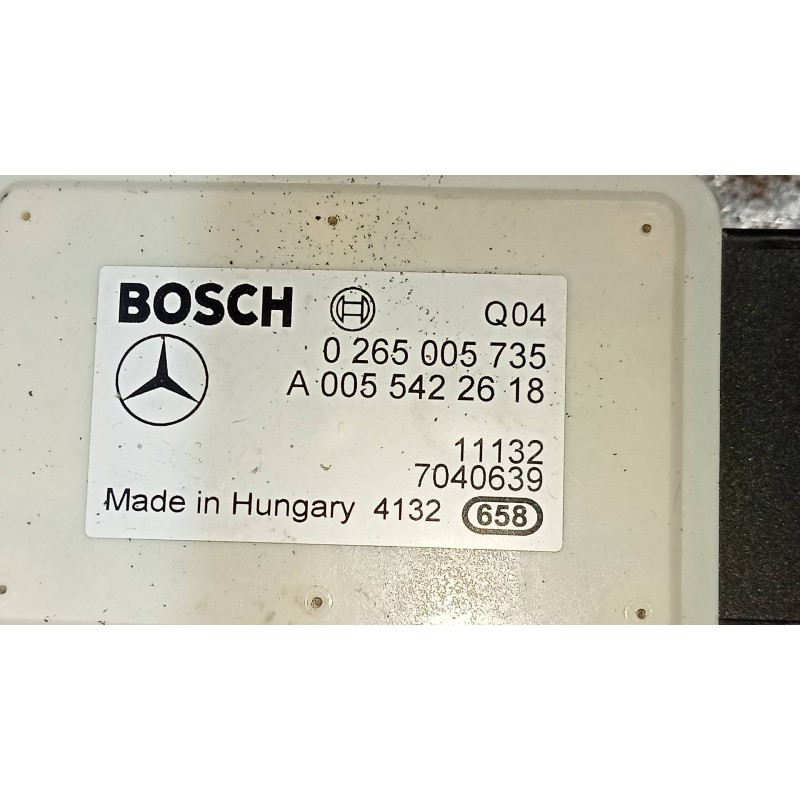 BOSCH Q04
0 265 005 735
A 005 542 26 18
11132
7040639
Made in Hungary 4132 658